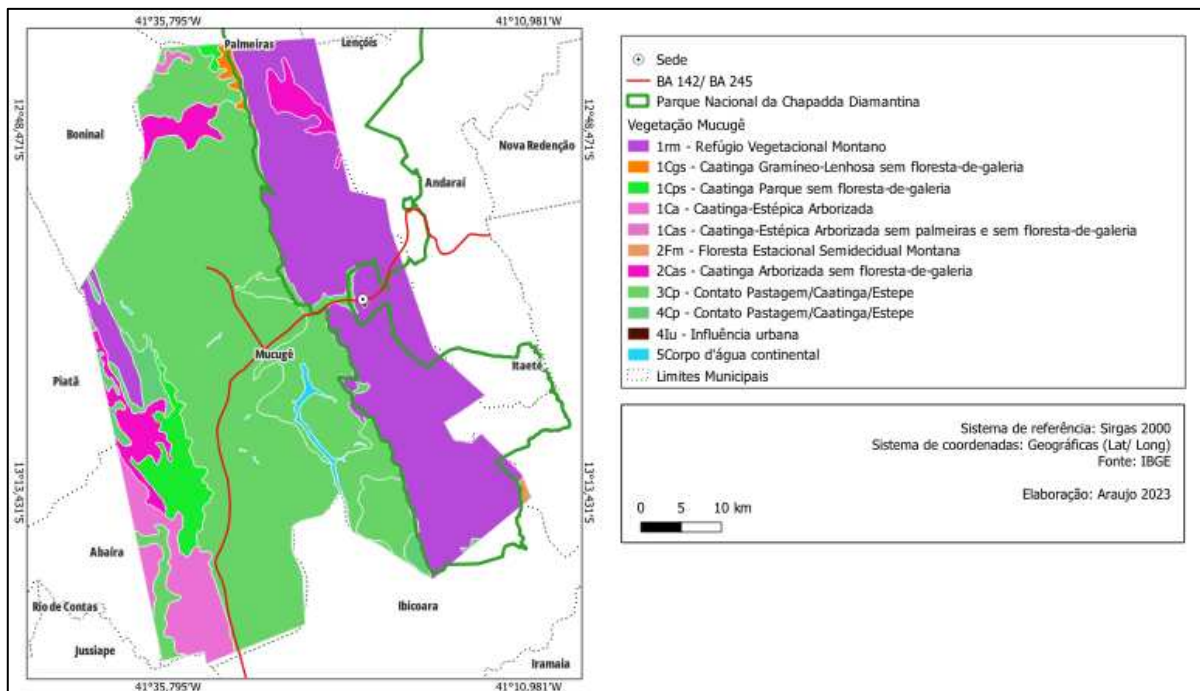 41°35,795'W
41°10,981'W
Palmeiras
Lençóis
12°48,471'S
12°48,471'S
Boninal
Nova Redenção
Andaraí
Mucugê
Itaetê
Piatã
13°13,431'S
13°13,431'S
Abaíra
Rio de Contas
Ibicoara
Jussiape
Iramaia
41°35,795'W
41°10,981'W
Sede
BA 142/ BA 245
Parque Nacional da Chapadda Diamantina
Vegetação Mucugê
1rm - Refúgio Vegetacional Montano
1Cgs - Caatinga Gramíneo-Lenhosa sem floresta-de-galeria
1Cps - Caatinga Parque sem floresta-de-galeria
1Ca - Caatinga-Estépica Arborizada
1Cas - Caatinga-Estépica Arborizada sem palmeiras e sem floresta-de-galeria
2Fm - Floresta Estacional Semidecidual Montana
2Cas - Caatinga Arborizada sem floresta-de-galeria
3Cp - Contato Pastagem/Caatinga/Estepe
4Cp - Contato Pastagem/Caatinga/Estepe
4Iu - Influência urbana
5Corpo d'água continental
Limites Municipais
Sistema de referência: Sirgas 2000
Sistema de coordenadas: Geográficas (Lat/ Long)
Fonte: IBGE
Elaboração: Araujo 2023
0 5 10 km